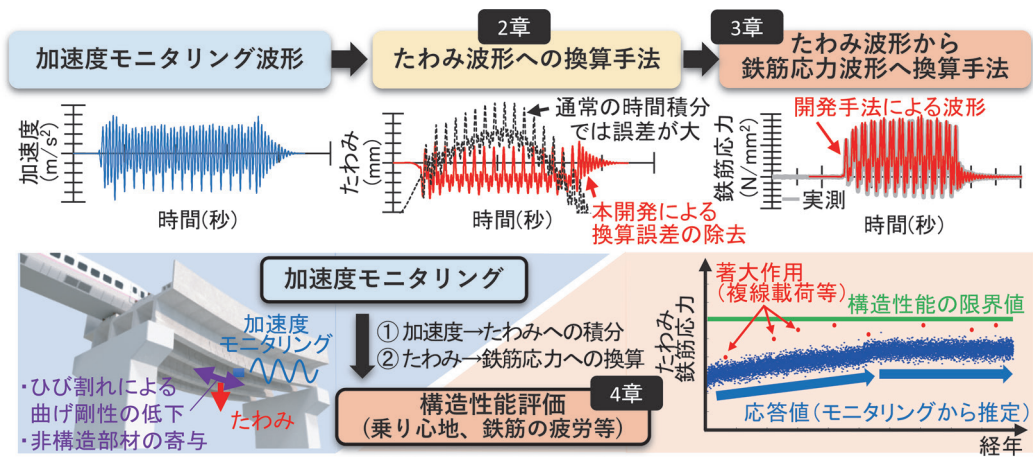 加速度モニタリング波形
2章
たわみ波形への換算手法
3章
たわみ波形から
鉄筋応力波形へ換算手法
加速度
(m/s²)
時間(秒)
たわみ
(mm)
通常の時間積分
では誤差が大
時間(秒)
本開発による
換算誤差の除去
鉄筋応力
(N/mm²)
開発手法による波形
実測
時間(秒)
加速度モニタリング
① 加速度→たわみへの積分
② たわみ→鉄筋応力への換算
4章
構造性能評価
(乗り心地、鉄筋の疲労等)
加速度
モニタリング
・ひび割れによる
曲げ剛性の低下
・非構造部材の寄与
たわみ
たわみ
鉄筋応力
著大作用
(複線載荷等)
構造性能の限界値
応答値(モニタリングから推定)
経年